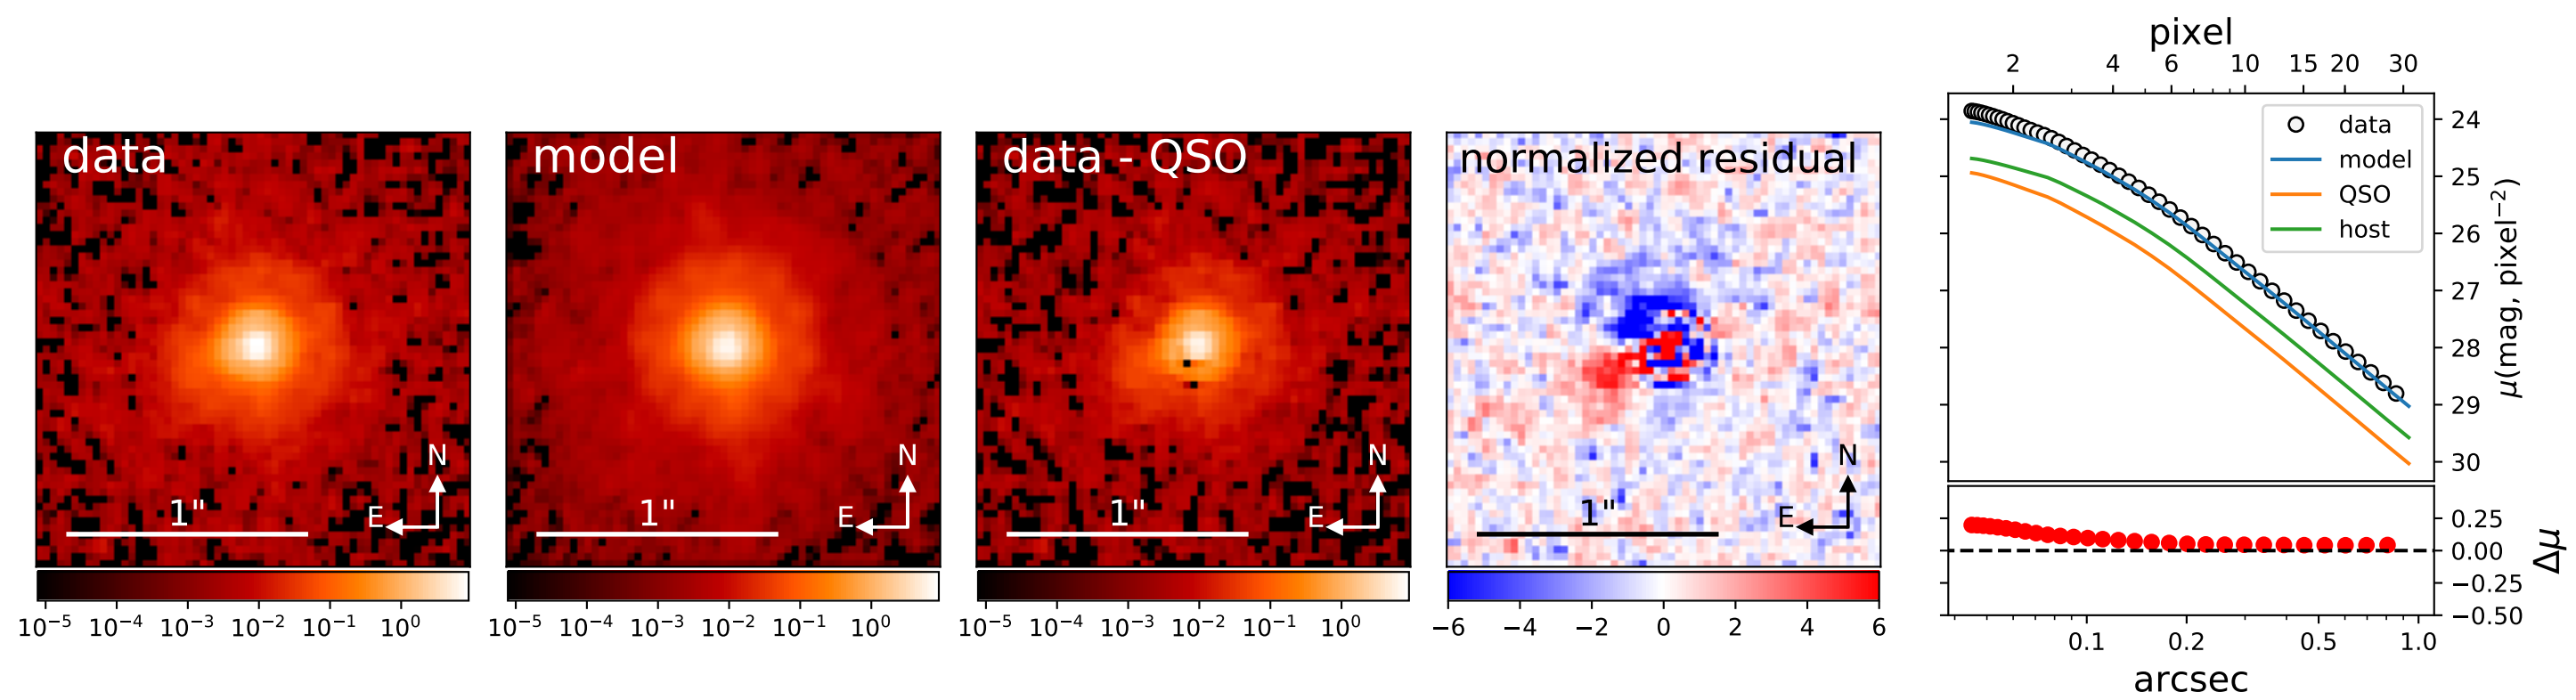 data
N
E
1"
10⁻⁵ 10⁻⁴ 10⁻³ 10⁻² 10⁻¹ 10⁰
model
N
E
1"
10⁻⁵ 10⁻⁴ 10⁻³ 10⁻² 10⁻¹ 10⁰
data - QSO
N
E
1"
10⁻⁵ 10⁻⁴ 10⁻³ 10⁻² 10⁻¹ 10⁰
normalized residual
N
E
1"
−6 −4 −2 0 2 4 6
pixel
2 4 6 10 15 20 30
data
model
QSO
host
24
25
26
27
28
29
30
μ(mag, pixel⁻²)
0.25
0.00
−0.25
−0.50
Δμ
0.1 0.2 0.5 1.0
arcsec